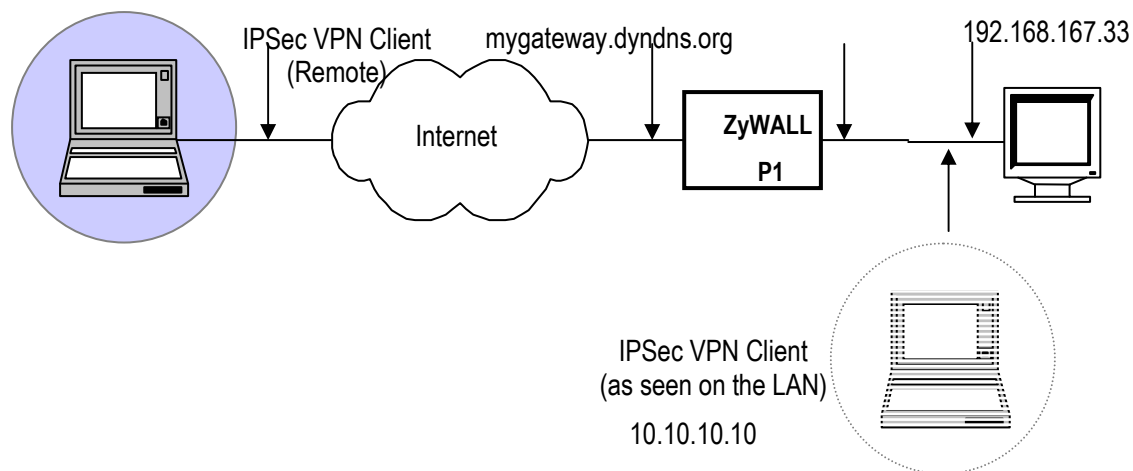 IPSec VPN Client
(Remote)
mygateway.dyndns.org
192.168.167.33
Internet
ZyWALL
P1
IPSec VPN Client
(as seen on the LAN)
10.10.10.10